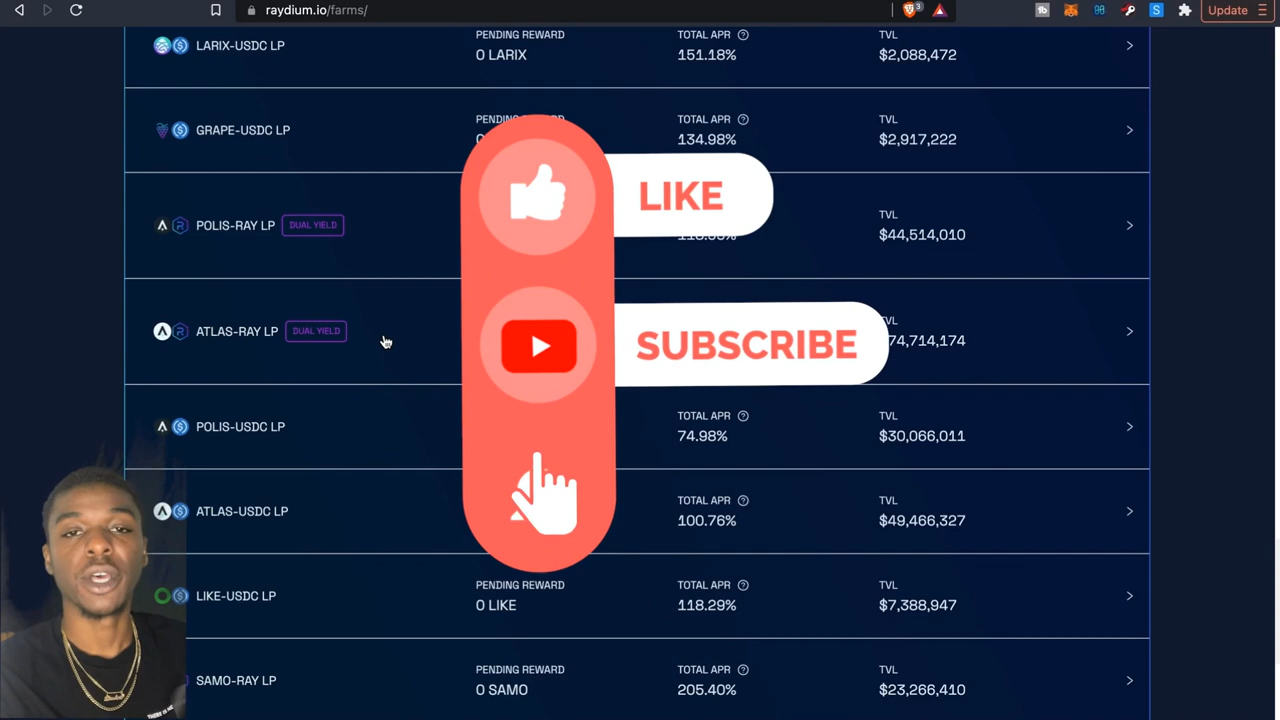 raydium.io/farms/
3
Update
LARIX-USDC LP
PENDING REWARD
0 LARIX
TOTAL APR
151.18%
TVL
$2,088,472
GRAPE-USDC LP
TOTAL APR
134.98%
TVL
$2,917,222
POLIS-RAY LP
DUAL YIELD
LIKE
TVL
$44,514,010
ATLAS-RAY LP
DUAL YIELD
SUBSCRIBE
POLIS-USDC LP
TOTAL APR
74.98%
TVL
$30,066,011
ATLAS-USDC LP
TOTAL APR
100.76%
TVL
$49,466,327
LIKE-USDC LP
PENDING REWARD
0 LIKE
TOTAL APR
118.29%
TVL
$7,388,947
SAMO-RAY LP
PENDING REWARD
0 SAMO
TOTAL APR
205.40%
TVL
$23,266,410